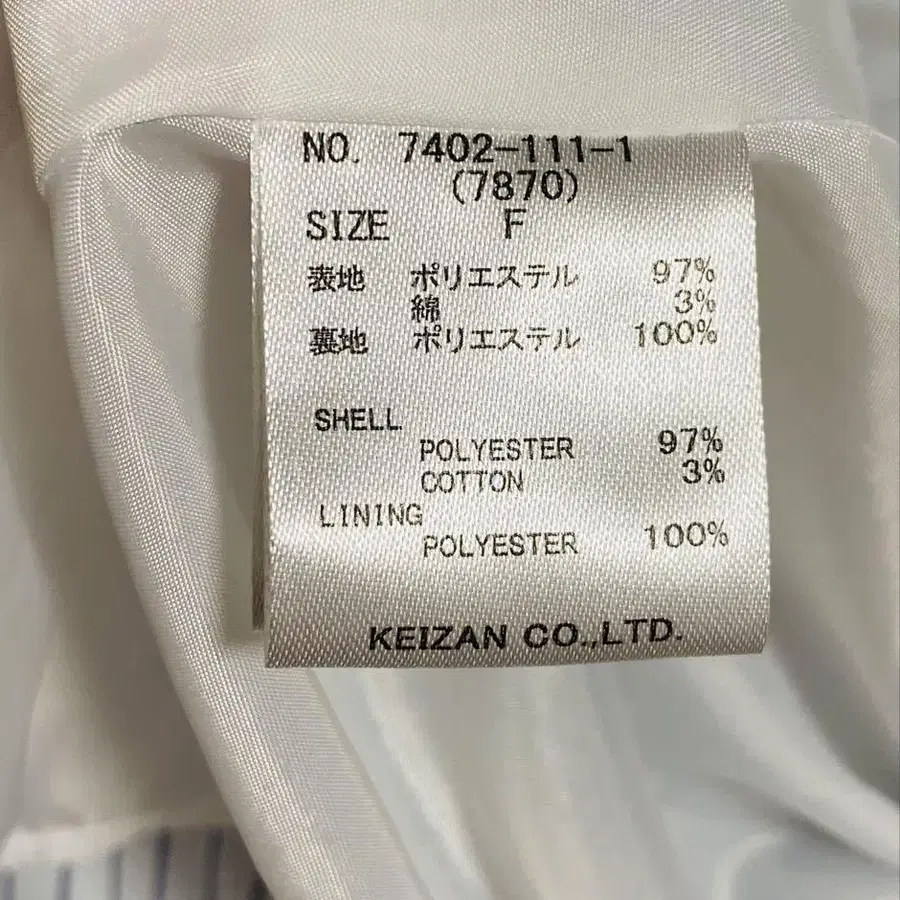 NO. 7402-111-1
(7870)
SIZE F
表地 ポリエステル 97%
綿 3%
裏地 ポリエステル 100%
SHELL
POLYESTER 97%
COTTON 3%
LINING
POLYESTER 100%
KEIZAN CO.,LTD.